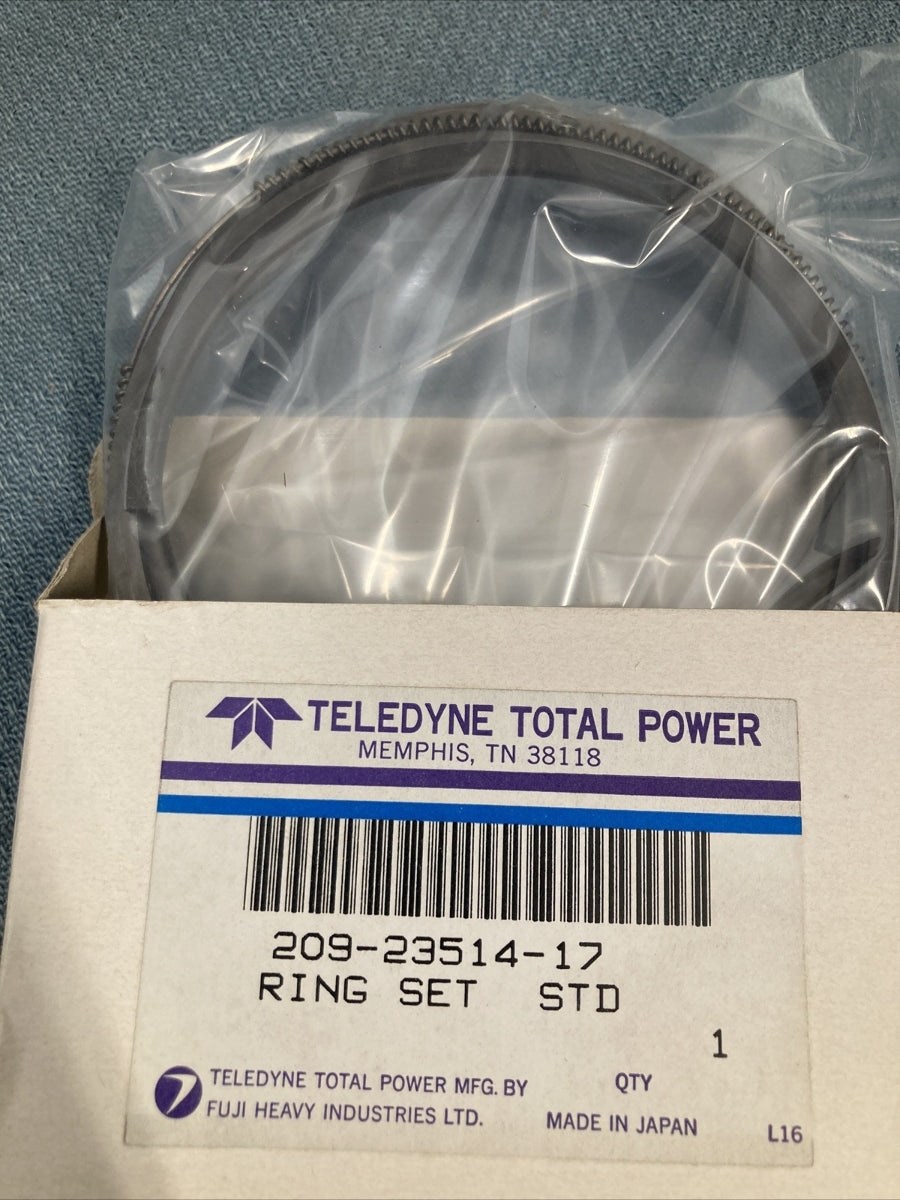 TELEDYNE TOTAL POWER
MEMPHIS, TN 38118
209-23514-17
RING SET STD
1
TELEDYNE TOTAL POWER MFG. BY
FUJI HEAVY INDUSTRIES LTD.
QTY
MADE IN JAPAN
L16